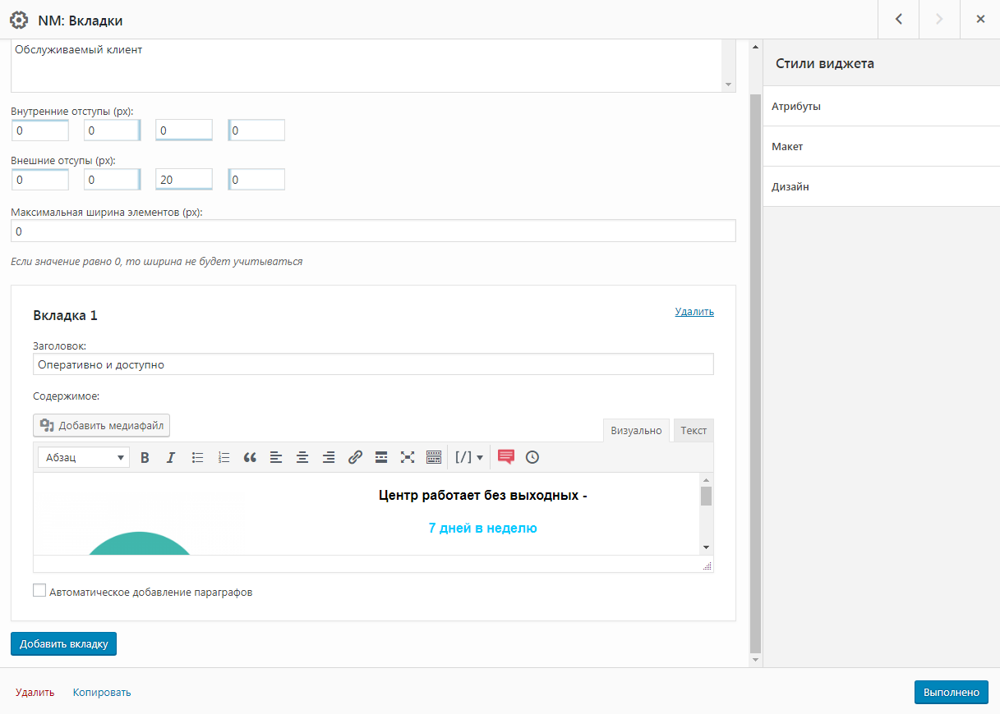 NM: Вкладки
Обслуживаемый клиент
Внутренние отступы (px):
0 0 0 0
Внешние отсупы (px):
0 0 20 0
Максимальная ширина элементов (px):
0
Если значение равно 0, то ширина не будет учитываться
Вкладка 1
Удалить
Заголовок:
Оперативно и доступно
Содержимое:
Добавить медиафайл
Визуально Текст
Абзац B I [/]
Центр работает без выходных -
7 дней в неделю
Автоматическое добавление параграфов
Добавить вкладку
Удалить Копировать
Стили виджета
Атрибуты
Макет
Дизайн
Выполнено